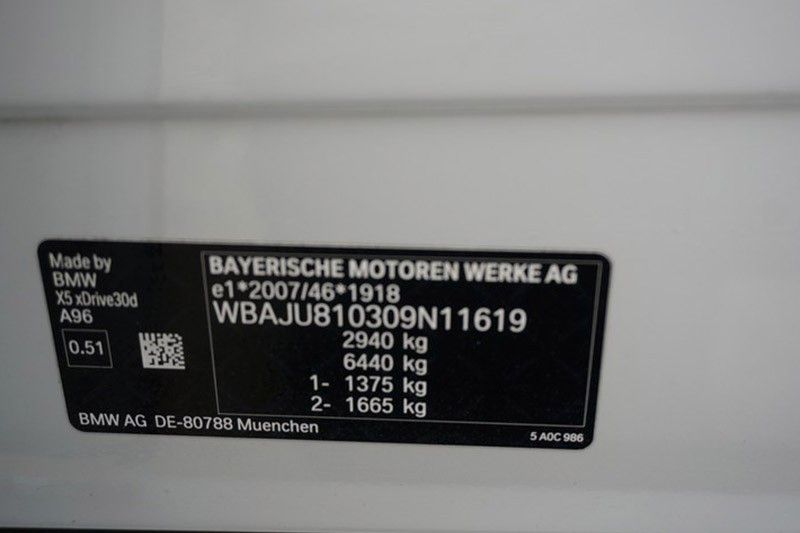 Made by
BMW
X5 xDrive30d
A96
0.51
BAYERISCHE MOTOREN WERKE AG
e1*2007/46*1918
WBAJU810309N11619
2940 kg
6440 kg
1- 1375 kg
2- 1665 kg
BMW AG DE-80788 Muenchen
5 A0C 986